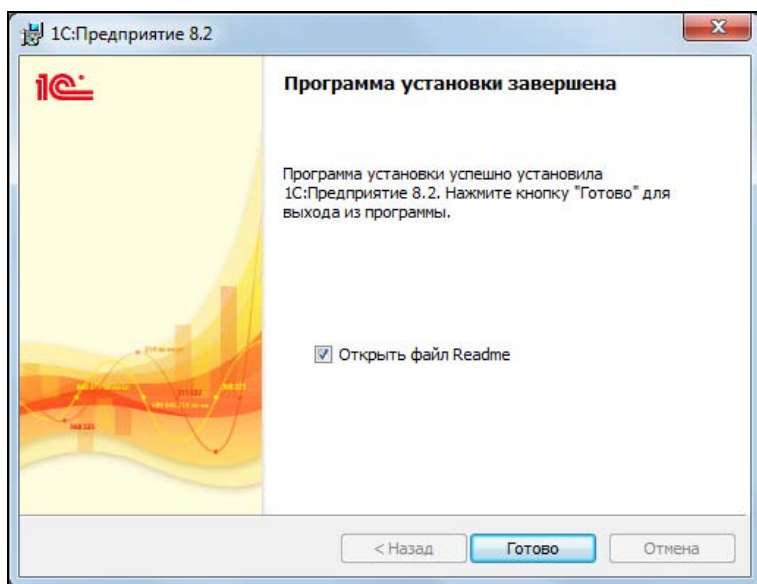 1С:Предприятие 8.2
1С
Программа установки завершена
Программа установки успешно установила
1С:Предприятие 8.2. Нажмите кнопку "Готово" для
выхода из программы.
Открыть файл Readme
< Назад
Готово
Отмена